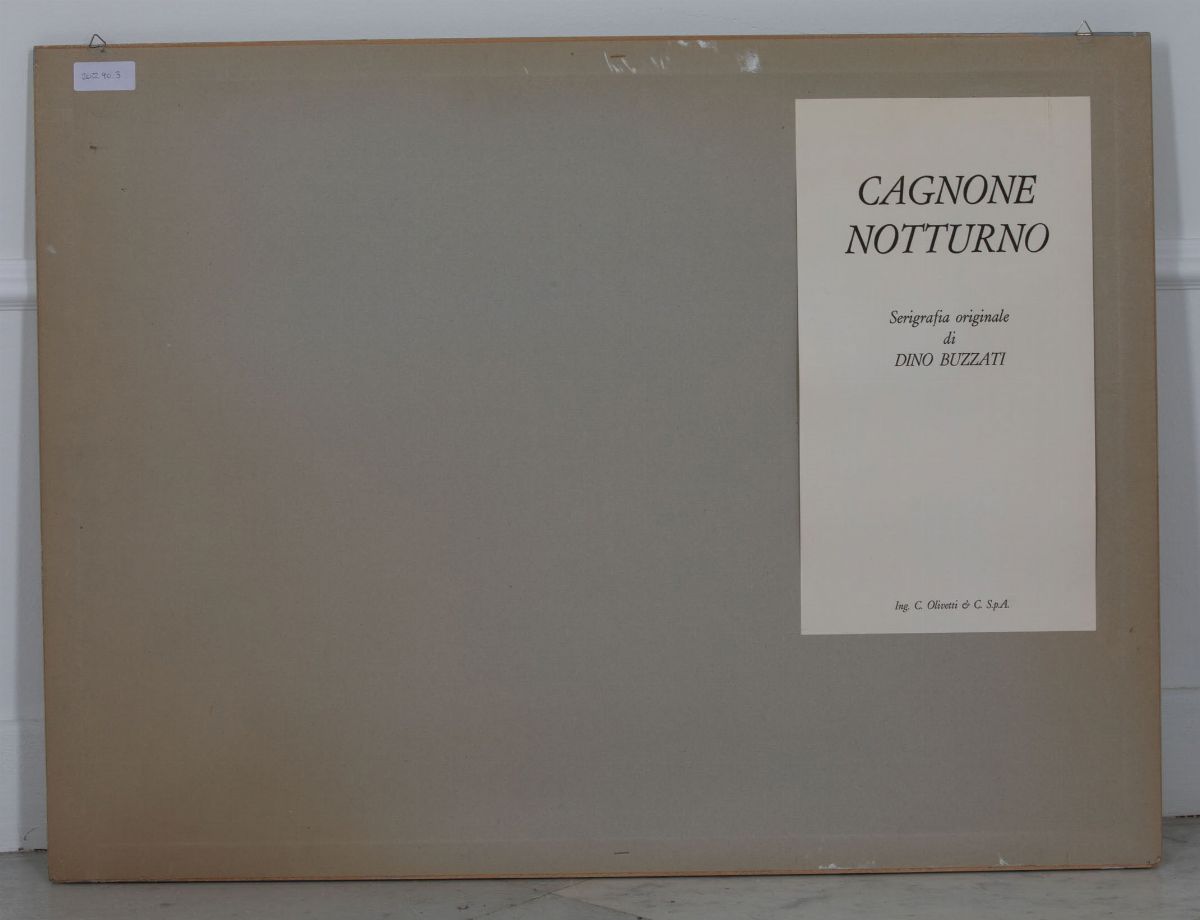 CAGNONE
NOTTURNO
Serigrafia originale
di
DINO BUZZATI
Ing. C. Olivetti & C. S.p.A.